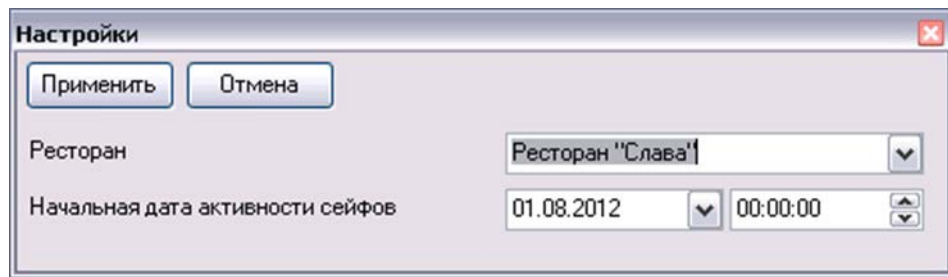 Настройки
Применить Отмена
Ресторан Ресторан "Слава"
Начальная дата активности сейфов 01.08.2012 00:00:00